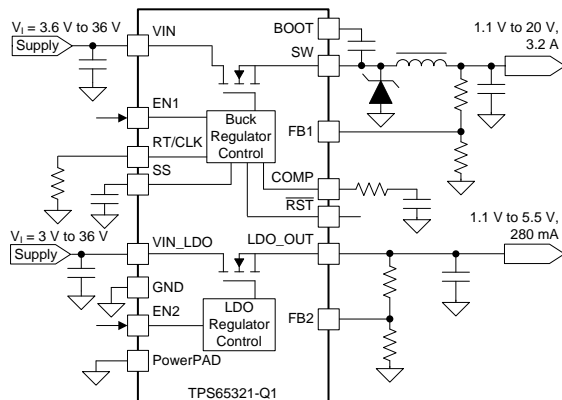 V_I = 3.6 V to 36 V
Supply
VIN
BOOT
SW
1.1 V to 20 V,
3.2 A
EN1
Buck
Regulator
Control
FB1
RT/CLK
SS
COMP
RST
V_I = 3 V to 36 V
Supply
VIN_LDO
LDO_OUT
1.1 V to 5.5 V,
280 mA
GND
EN2
LDO
Regulator
Control
FB2
PowerPAD
TPS65321-Q1